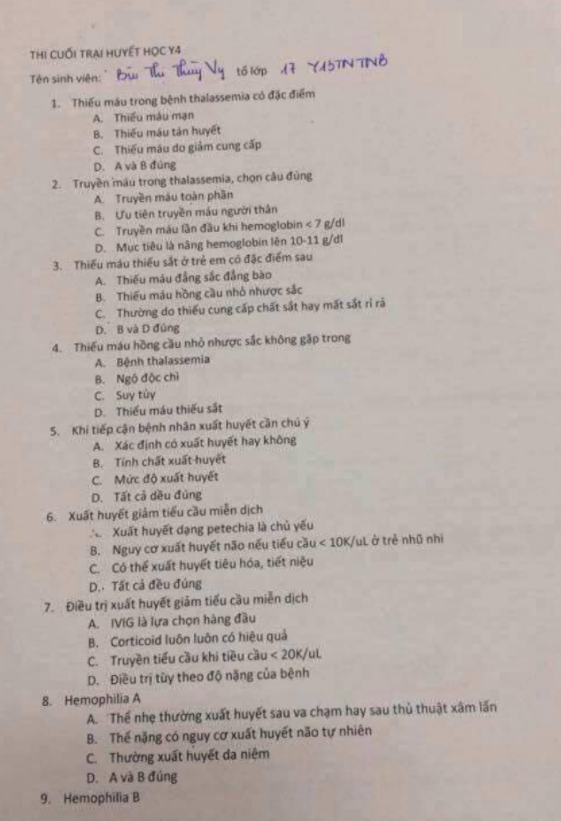 THI CUỐI TRẠI HUYẾT HỌC Y4
Tên sinh viên: Bùi Thị Thùy Vy tổ lớp 17 Y15TN TNB
1. Thiếu máu trong bệnh thalassemia có đặc điểm
A. Thiếu máu mạn
B. Thiếu máu tán huyết
C. Thiếu máu do giảm cung cấp
D. A và B đúng
2. Truyền máu trong thalassemia, chọn câu đúng
A. Truyền máu toàn phần
B. Ưu tiên truyền máu người thân
C. Truyền máu lần đầu khi hemoglobin < 7 g/dl
D. Mục tiêu là nâng hemoglobin lên 10-11 g/dl
3. Thiếu máu thiếu sắt ở trẻ em có đặc điểm sau
A. Thiếu máu đẳng sắc đẳng bào
B. Thiếu máu hồng cầu nhỏ nhược sắc
C. Thường do thiếu cung cấp chất sắt hay mất sắt rỉ rả
D. B và D đúng
4. Thiếu máu hồng cầu nhỏ nhược sắc không gặp trong
A. Bệnh thalassemia
B. Ngộ độc chì
C. Suy tủy
D. Thiếu máu thiếu sắt
5. Khi tiếp cận bệnh nhân xuất huyết cần chú ý
A. Xác định có xuất huyết hay không
B. Tính chất xuất huyết
C. Mức độ xuất huyết
D. Tất cả dều đúng
6. Xuất huyết giảm tiểu cầu miễn dịch
Xuất huyết dạng petechia là chủ yếu
B. Nguy cơ xuất huyết não nếu tiểu cầu < 10K/uL ở trẻ nhũ nhi
C. Có thể xuất huyết tiêu hóa, tiết niệu
D. Tất cả đều đúng
7. Điều trị xuất huyết giảm tiểu cầu miễn dịch
A. IVIG là lựa chọn hàng đầu
B. Corticoid luôn luôn có hiệu quả
C. Truyền tiểu cầu khi tiều cầu < 20K/uL
D. Điều trị tùy theo độ nặng của bệnh
8. Hemophilia A
A. Thể nhẹ thường xuất huyết sau va chạm hay sau thủ thuật xâm lấn
B. Thể nặng có nguy cơ xuất huyết não tự nhiên
C. Thường xuất huyết da niêm
D. A và B đúng
9. Hemophilia B